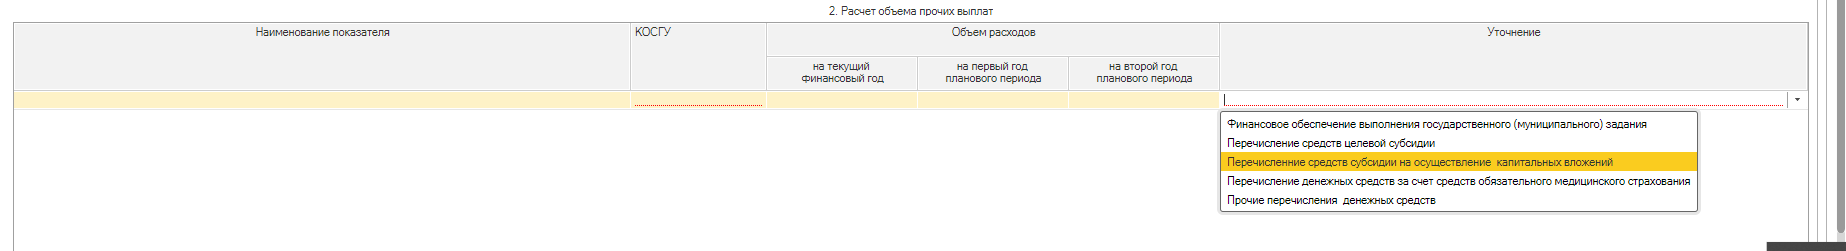 2. Расчет объема прочих выплат
Наименование показателя
КОСГУ
Объем расходов
Уточнение
на текущий
финансовый год
на первый год
планового периода
на второй год
планового периода
Финансовое обеспечение выполнения государственного (муниципального) задания
Перечисление средств целевой субсидии
Перечисленние средств субсидии на осуществление капитальных вложений
Перечисление денежных средств за счет средств обязательного медицинского страхования
Прочие перечисления денежных средств